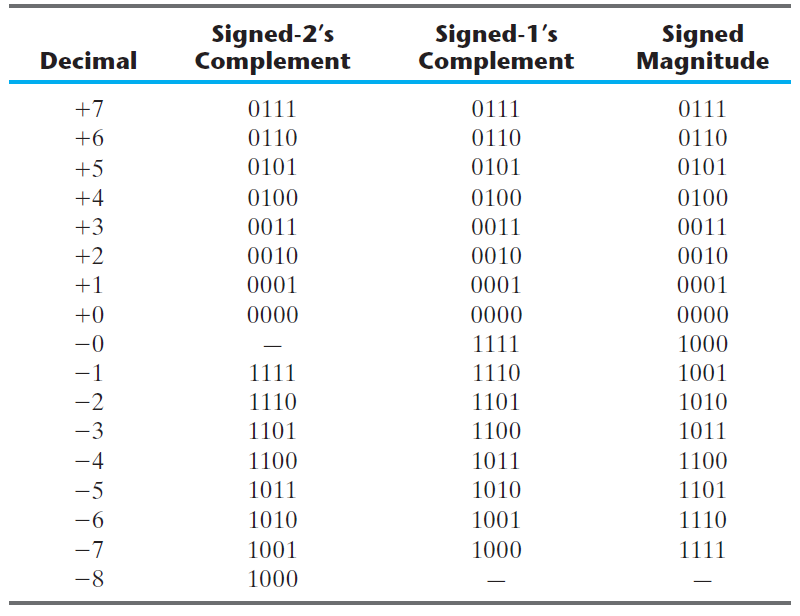 Decimal Signed-2's Complement Signed-1's Complement Signed Magnitude
+7 0111 0111 0111
+6 0110 0110 0110
+5 0101 0101 0101
+4 0100 0100 0100
+3 0011 0011 0011
+2 0010 0010 0010
+1 0001 0001 0001
+0 0000 0000 0000
−0 — 1111 1000
−1 1111 1110 1001
−2 1110 1101 1010
−3 1101 1100 1011
−4 1100 1011 1100
−5 1011 1010 1101
−6 1010 1001 1110
−7 1001 1000 1111
−8 1000 — —